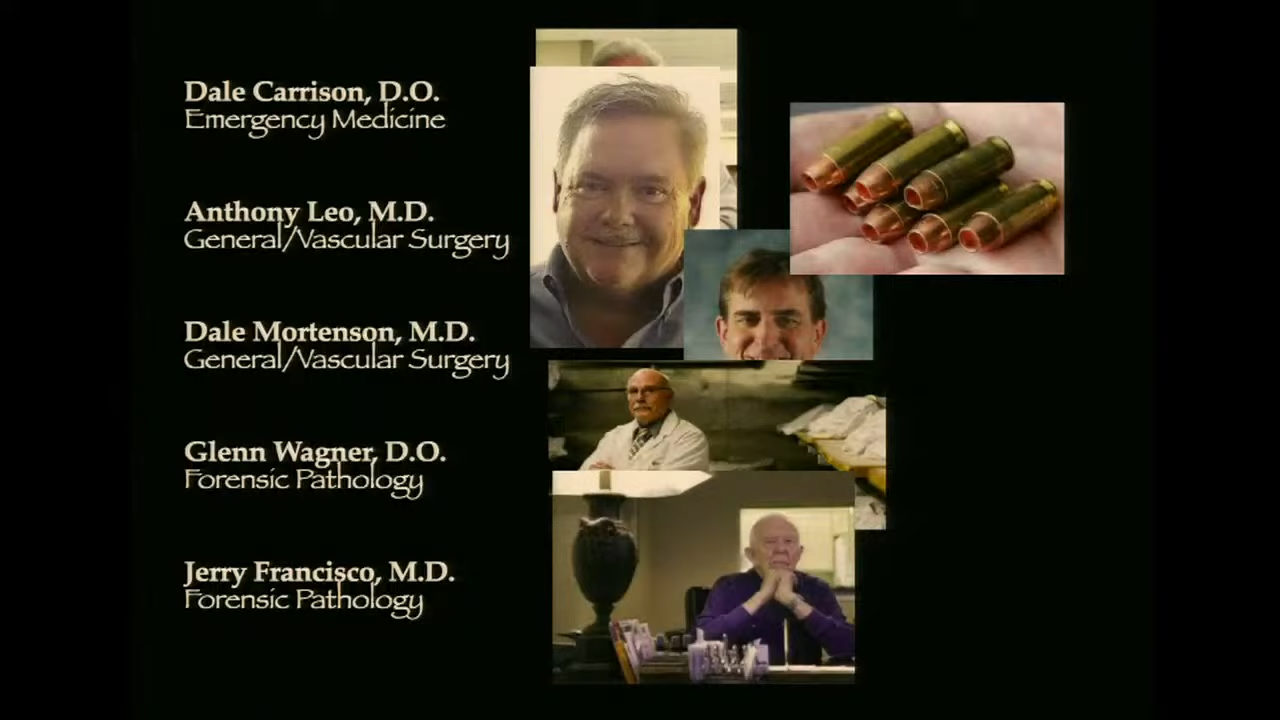 Dale Carrison, D.O.
Emergency Medicine
Anthony Leo, M.D.
General/Vascular Surgery
Dale Mortenson, M.D.
General/Vascular Surgery
Glenn Wagner, D.O.
Forensic Pathology
Jerry Francisco, M.D.
Forensic Pathology